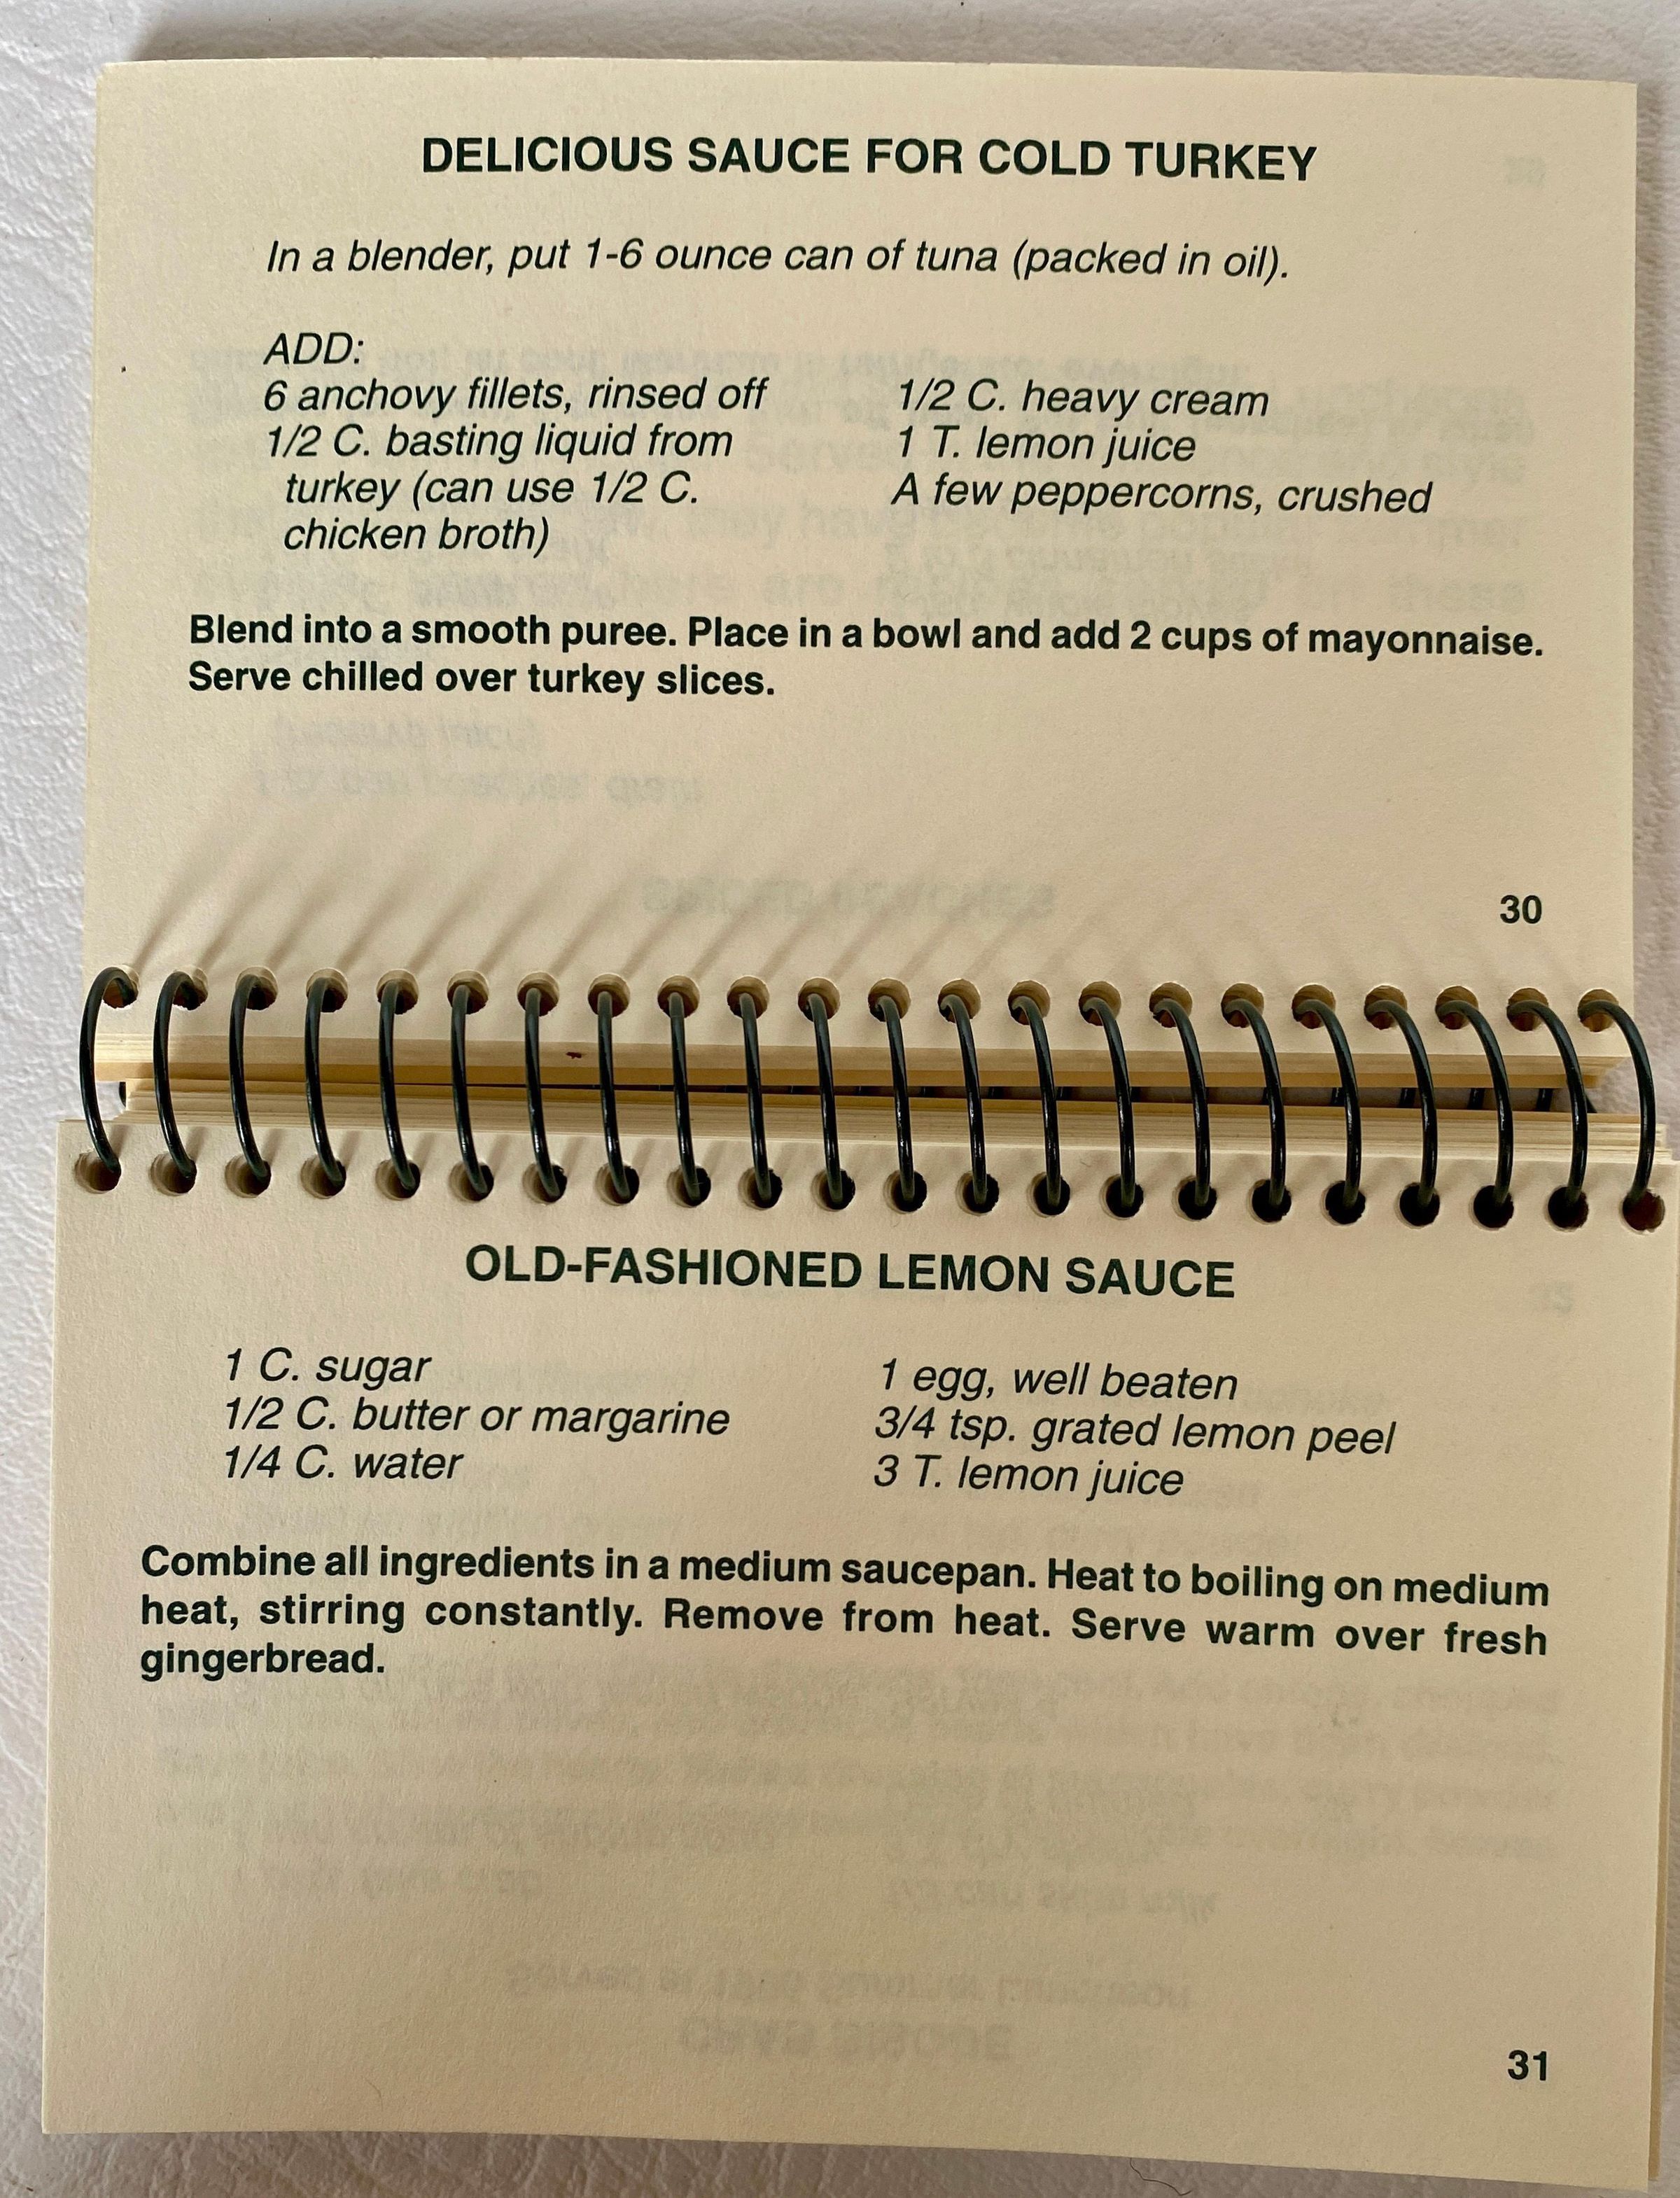 DELICIOUS SAUCE FOR COLD TURKEY
In a blender, put 1-6 ounce can of tuna (packed in oil).
ADD:
6 anchovy fillets, rinsed off
1/2 C. basting liquid from
turkey (can use 1/2 C.
chicken broth)
1/2 C. heavy cream
1 T. lemon juice
A few peppercorns, crushed
Blend into a smooth puree. Place in a bowl and add 2 cups of mayonnaise.
Serve chilled over turkey slices.
30
OLD-FASHIONED LEMON SAUCE
1 C. sugar
1/2 C. butter or margarine
1/4 C. water
1 egg, well beaten
3/4 tsp. grated lemon peel
3 T. lemon juice
Combine all ingredients in a medium saucepan. Heat to boiling on medium
heat, stirring constantly. Remove from heat. Serve warm over fresh
gingerbread.
31